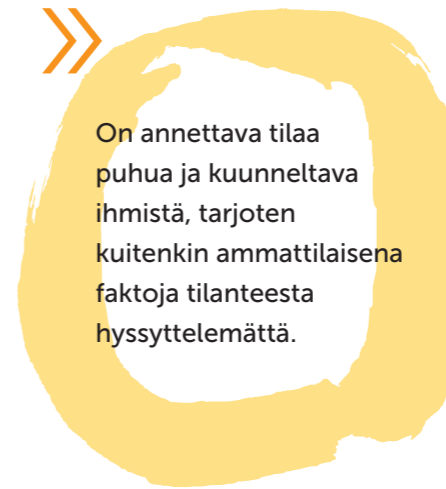 On annettava tilaa
puhua ja kuunneltava
ihmistä, tarjoten
kuitenkin ammattilaisena
faktoja tilanteesta
hyssyttelemättä.